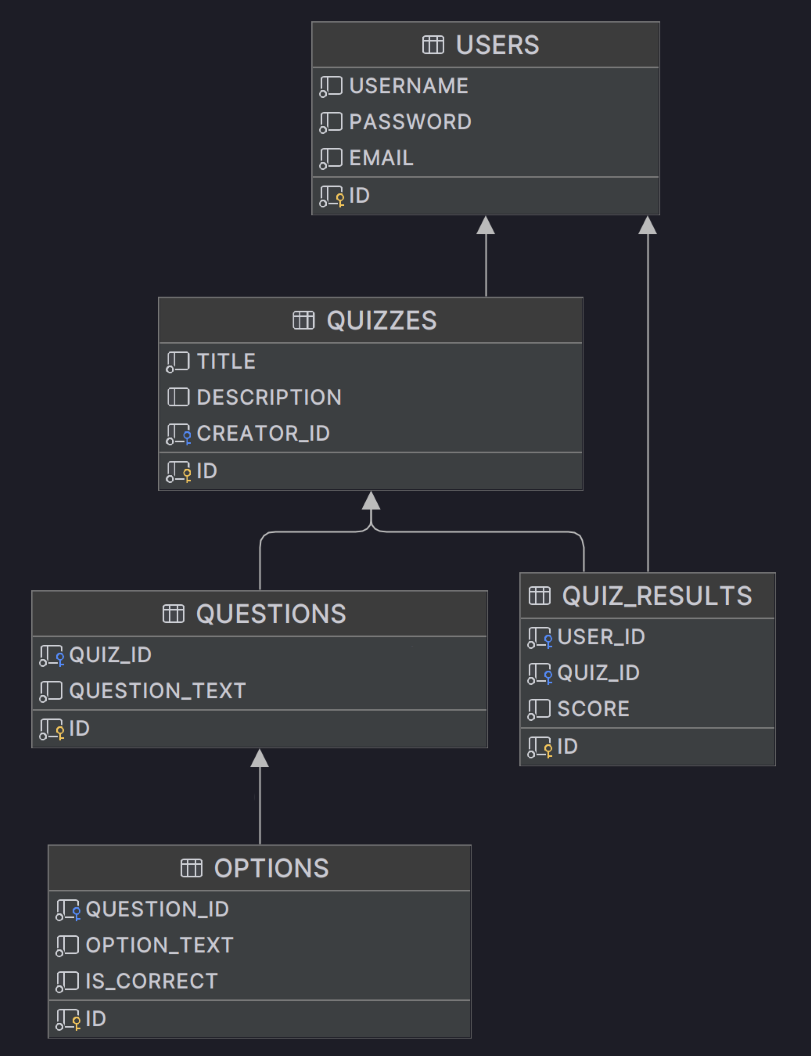 USERS
USERNAME
PASSWORD
EMAIL
ID
QUIZZES
TITLE
DESCRIPTION
CREATOR_ID
ID
QUESTIONS
QUIZ_ID
QUESTION_TEXT
ID
QUIZ_RESULTS
USER_ID
QUIZ_ID
SCORE
ID
OPTIONS
QUESTION_ID
OPTION_TEXT
IS_CORRECT
ID